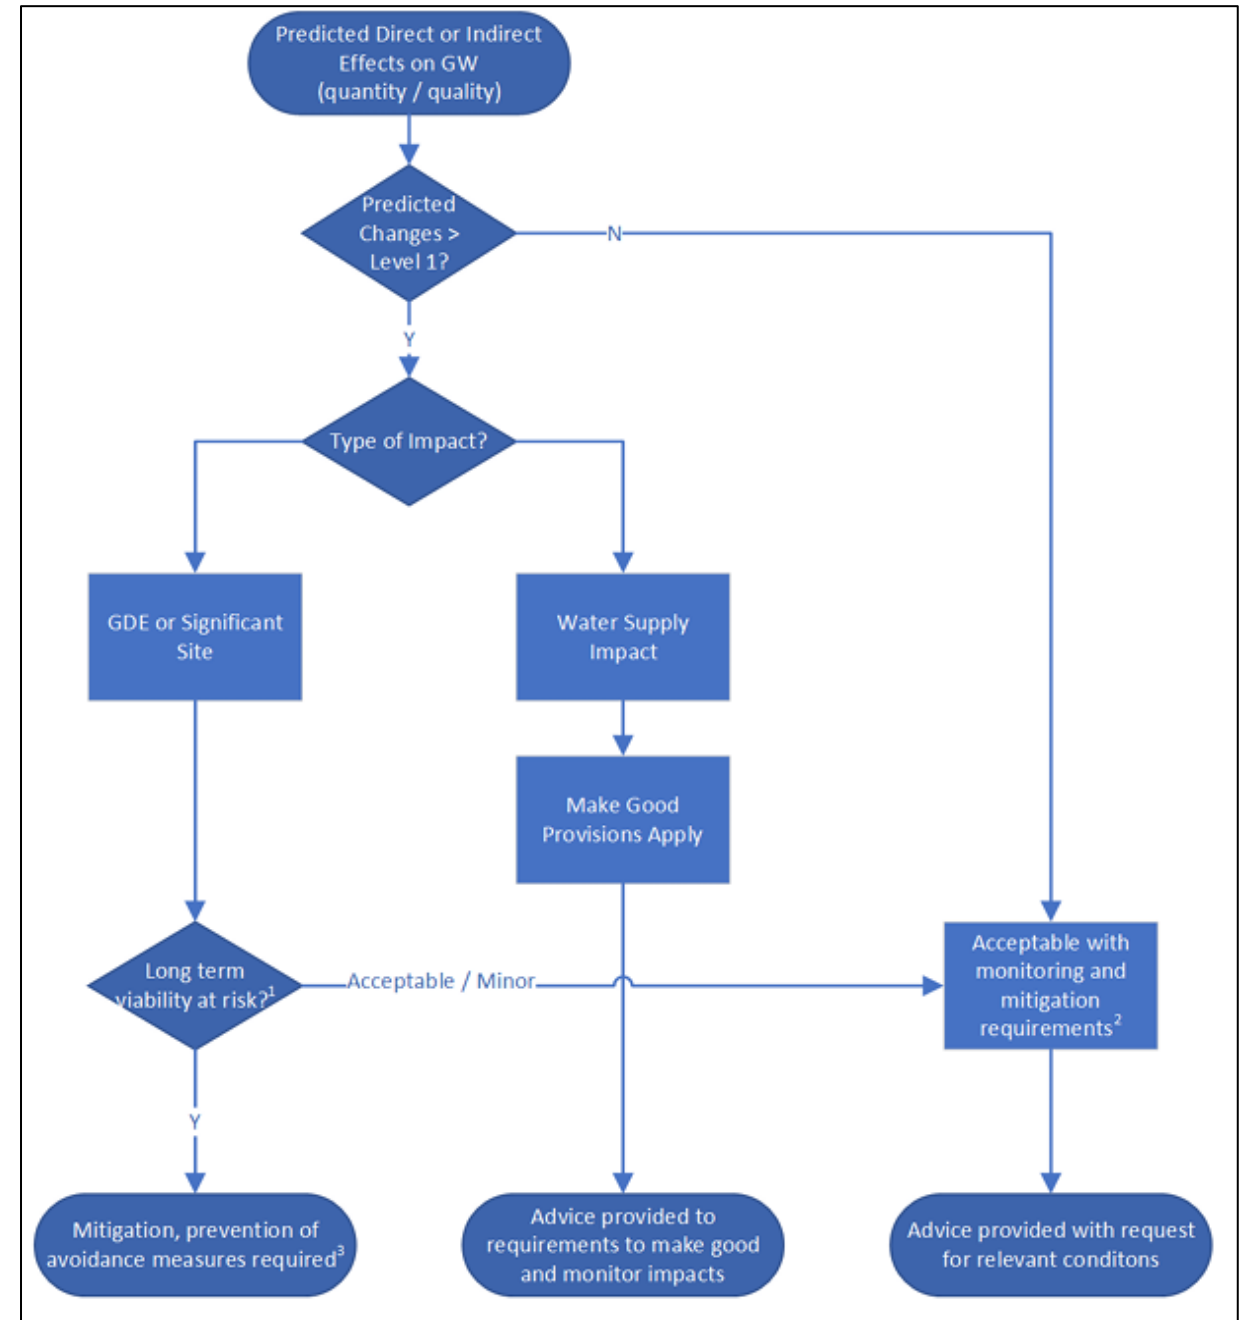 Predicted Direct or Indirect
Effects on GW
(quantity / quality)
Predicted
Changes >
Level 1?
N
Y
Type of Impact?
GDE or Significant
Site
Water Supply
Impact
Make Good
Provisions Apply
Long term
viability at risk?¹
Acceptable / Minor
Acceptable with
monitoring and
mitigation
requirements²
Y
Mitigation, prevention of
avoidance measures required³
Advice provided to
requirements to make good
and monitor impacts
Advice provided with request
for relevant conditons